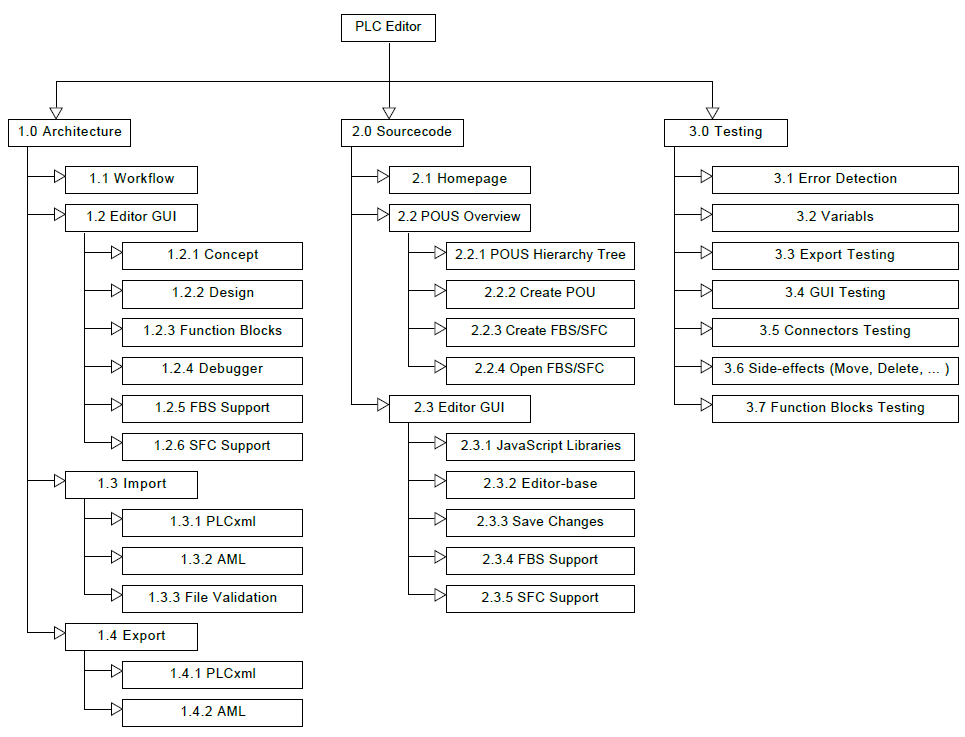 PLC Editor
1.0 Architecture
1.1 Workflow
1.2 Editor GUI
1.2.1 Concept
1.2.2 Design
1.2.3 Function Blocks
1.2.4 Debugger
1.2.5 FBS Support
1.2.6 SFC Support
1.3 Import
1.3.1 PLCxml
1.3.2 AML
1.3.3 File Validation
1.4 Export
1.4.1 PLCxml
1.4.2 AML
2.0 Sourcecode
2.1 Homepage
2.2 POUS Overview
2.2.1 POUS Hierarchy Tree
2.2.2 Create POU
2.2.3 Create FBS/SFC
2.2.4 Open FBS/SFC
2.3 Editor GUI
2.3.1 JavaScript Libraries
2.3.2 Editor-base
2.3.3 Save Changes
2.3.4 FBS Support
2.3.5 SFC Support
3.0 Testing
3.1 Error Detection
3.2 Variabls
3.3 Export Testing
3.4 GUI Testing
3.5 Connectors Testing
3.6 Side-effects (Move, Delete, ... )
3.7 Function Blocks Testing